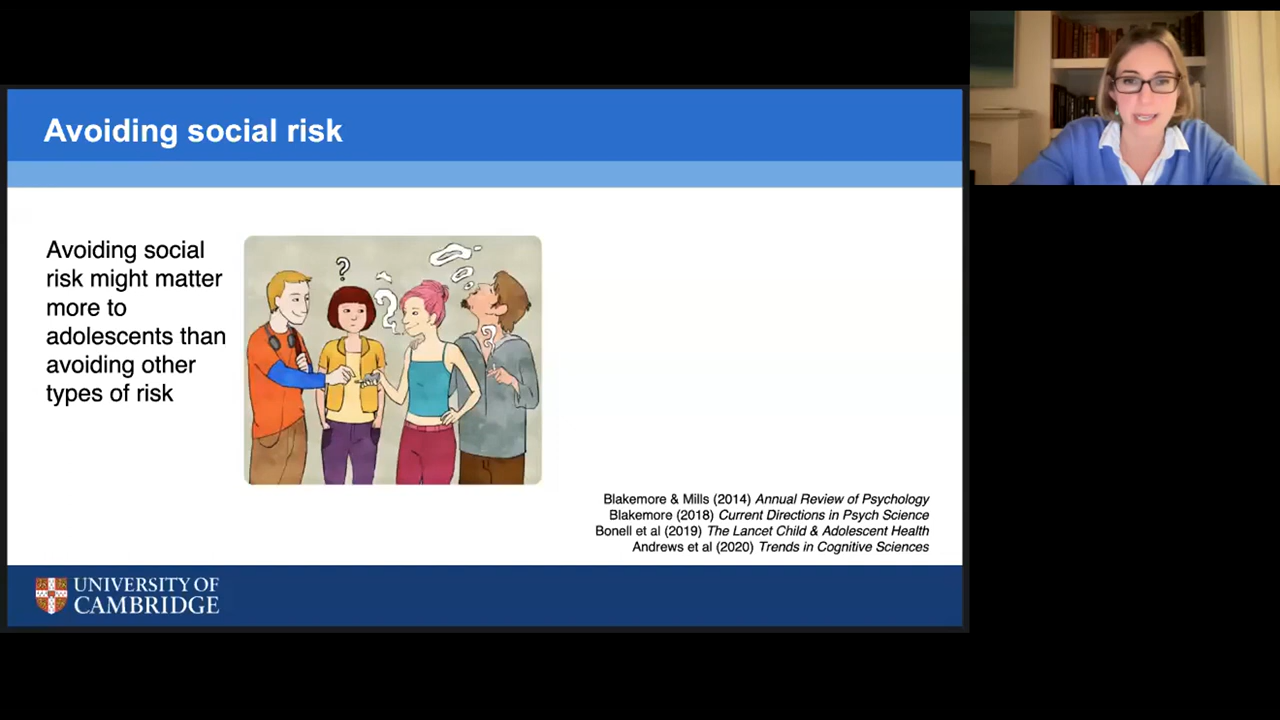 Avoiding social risk
Avoiding social
risk might matter
more to
adolescents than
avoiding other
types of risk
?
Blakemore & Mills (2014) Annual Review of Psychology
Blakemore (2018) Current Directions in Psych Science
Bonell et al (2019) The Lancet Child & Adolescent Health
Andrews et al (2020) Trends in Cognitive Sciences
UNIVERSITY OF
CAMBRIDGE